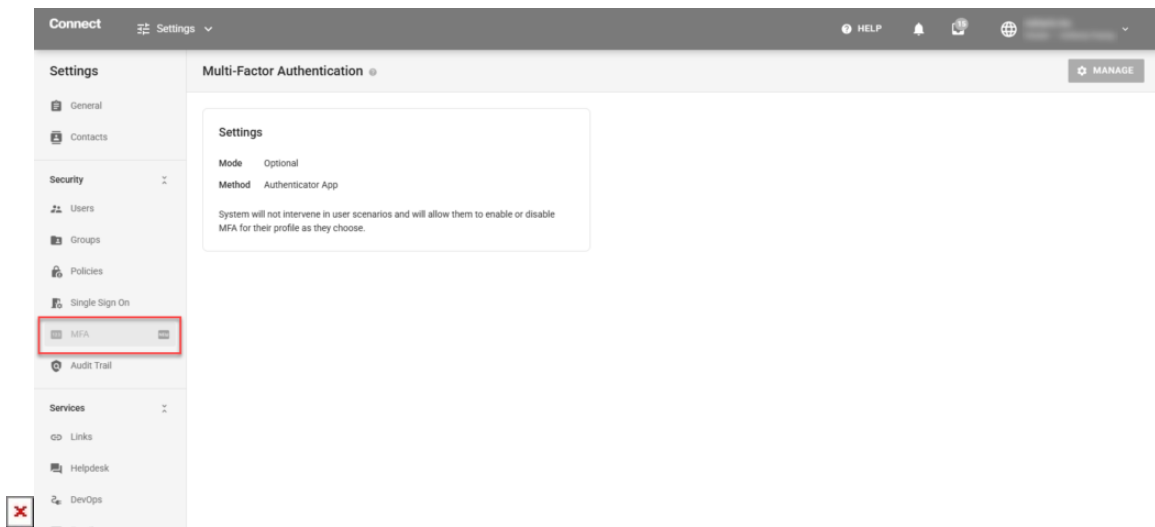 Connect
Settings
HELP
15
Settings
General
Contacts
Security
Users
Groups
Policies
Single Sign On
MFA
Audit Trail
Services
Links
Helpdesk
DevOps
Multi-Factor Authentication
MANAGE
Settings
Mode Optional
Method Authenticator App
System will not intervene in user scenarios and will allow them to enable or disable
MFA for their profile as they choose.